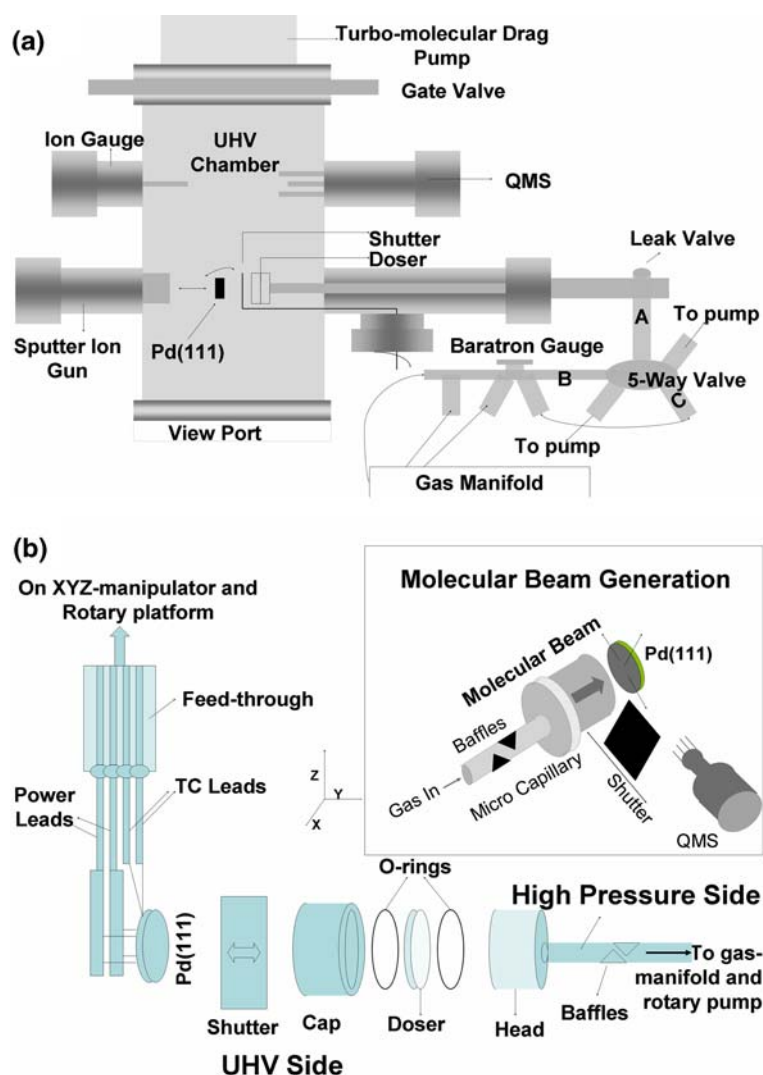 (a)
Turbo-molecular Drag
Pump
Gate Valve
Ion Gauge
UHV
Chamber
QMS
Shutter
Doser
Leak Valve
A
To pump
Sputter Ion
Gun
Pd(111)
Baratron Gauge
B
5-Way Valve
C
To pump
View Port
Gas Manifold
(b)
On XYZ-manipulator and
Rotary platform
Feed-through
Power
Leads
TC Leads
Z
Y
X
Pd(111)
Molecular Beam Generation
Molecular Beam
Pd(111)
Baffles
Gas In
Micro Capillary
Shutter
QMS
O-rings
High Pressure Side
To gas-
manifold and
rotary pump
Baffles
Shutter
Cap
Doser
Head
UHV Side